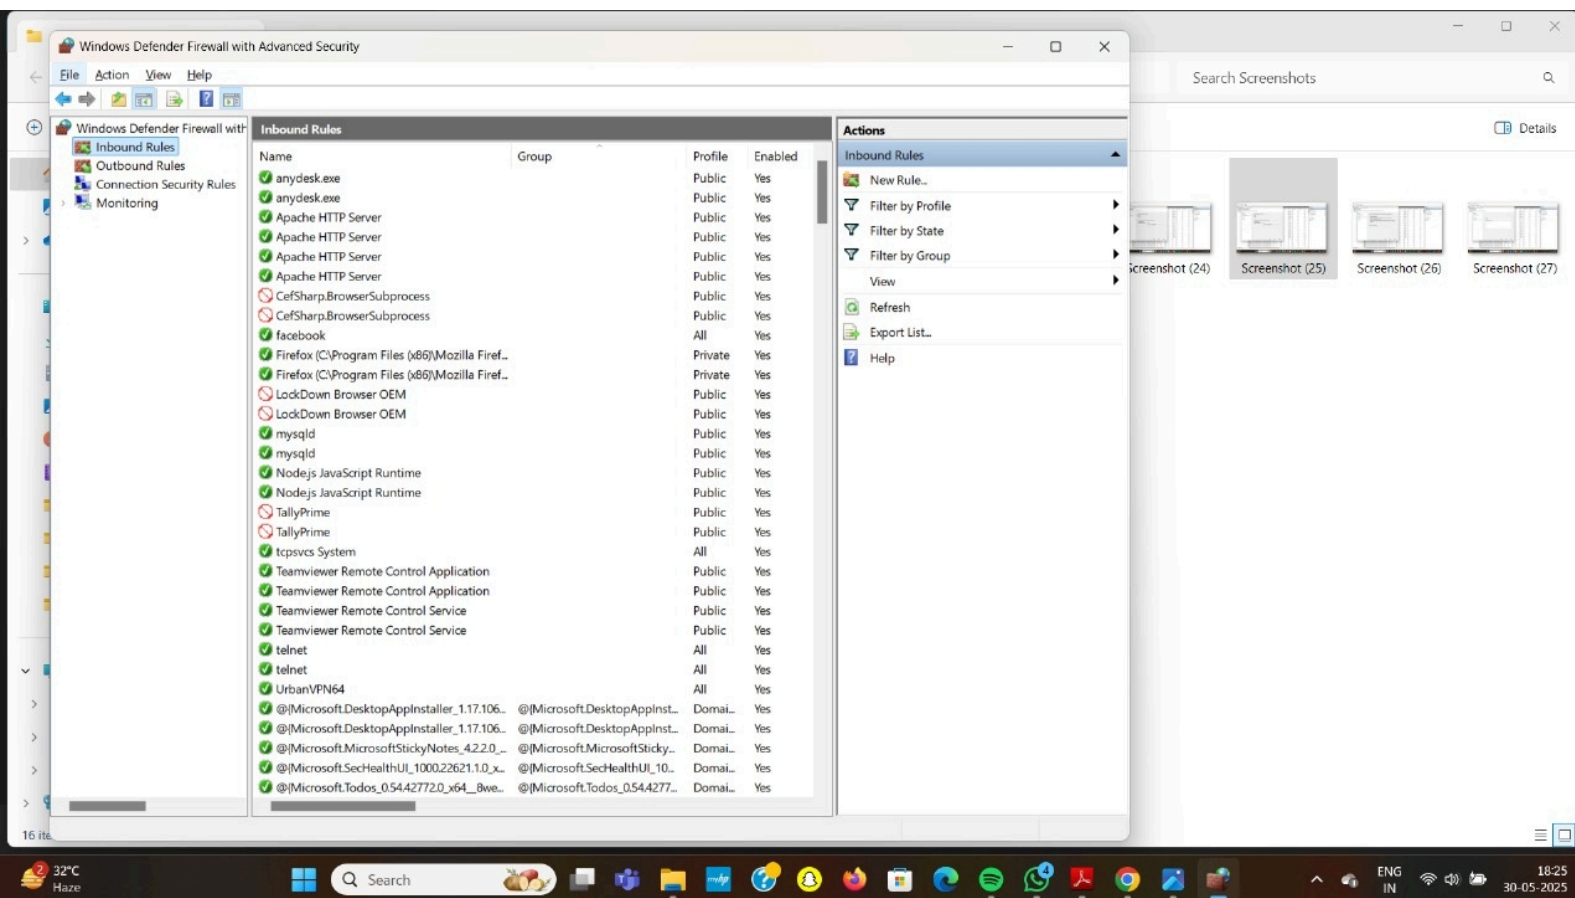 Windows Defender Firewall with Advanced Security
File Action View Help
Search Screenshots
Details
Windows Defender Firewall with
Inbound Rules
Outbound Rules
Connection Security Rules
Monitoring
Inbound Rules
Name Group Profile Enabled
anydesk.exe Public Yes
anydesk.exe Public Yes
Apache HTTP Server Public Yes
Apache HTTP Server Public Yes
Apache HTTP Server Public Yes
Apache HTTP Server Public Yes
CefSharp.BrowserSubprocess Public Yes
CefSharp.BrowserSubprocess Public Yes
facebook All Yes
Firefox (C:\Program Files (x86)\Mozilla Firef... Private Yes
Firefox (C:\Program Files (x86)\Mozilla Firef... Private Yes
LockDown Browser OEM Public Yes
LockDown Browser OEM Public Yes
mysqld Public Yes
mysqld Public Yes
Node.js JavaScript Runtime Public Yes
Node.js JavaScript Runtime Public Yes
TallyPrime Public Yes
TallyPrime Public Yes
tcpsvcs System All Yes
Teamviewer Remote Control Application Public Yes
Teamviewer Remote Control Application Public Yes
Teamviewer Remote Control Service Public Yes
Teamviewer Remote Control Service Public Yes
telnet All Yes
telnet All Yes
UrbanVPN64 All Yes
@{Microsoft.DesktopAppInstaller_1.17.106... @{Microsoft.DesktopAppInst... Domai... Yes
@{Microsoft.DesktopAppInstaller_1.17.106... @{Microsoft.DesktopAppInst... Domai... Yes
@{Microsoft.MicrosoftStickyNotes_4.2.2.0_... @{Microsoft.MicrosoftSticky... Domai... Yes
@{Microsoft.SecHealthUI_1000.22621.1.0_x... @{Microsoft.SecHealthUI_10... Domai... Yes
@{Microsoft.Todos_0.54.42772.0_x64__8we... @{Microsoft.Todos_0.54.4277... Domai... Yes
Actions
Inbound Rules
New Rule...
Filter by Profile
Filter by State
Filter by Group
View
Refresh
Export List...
Help
creenshot (24) Screenshot (25) Screenshot (26) Screenshot (27)
16 ite
2
32°C
Haze
Search
myhp
4
ENG
IN
18:25
30-05-2025